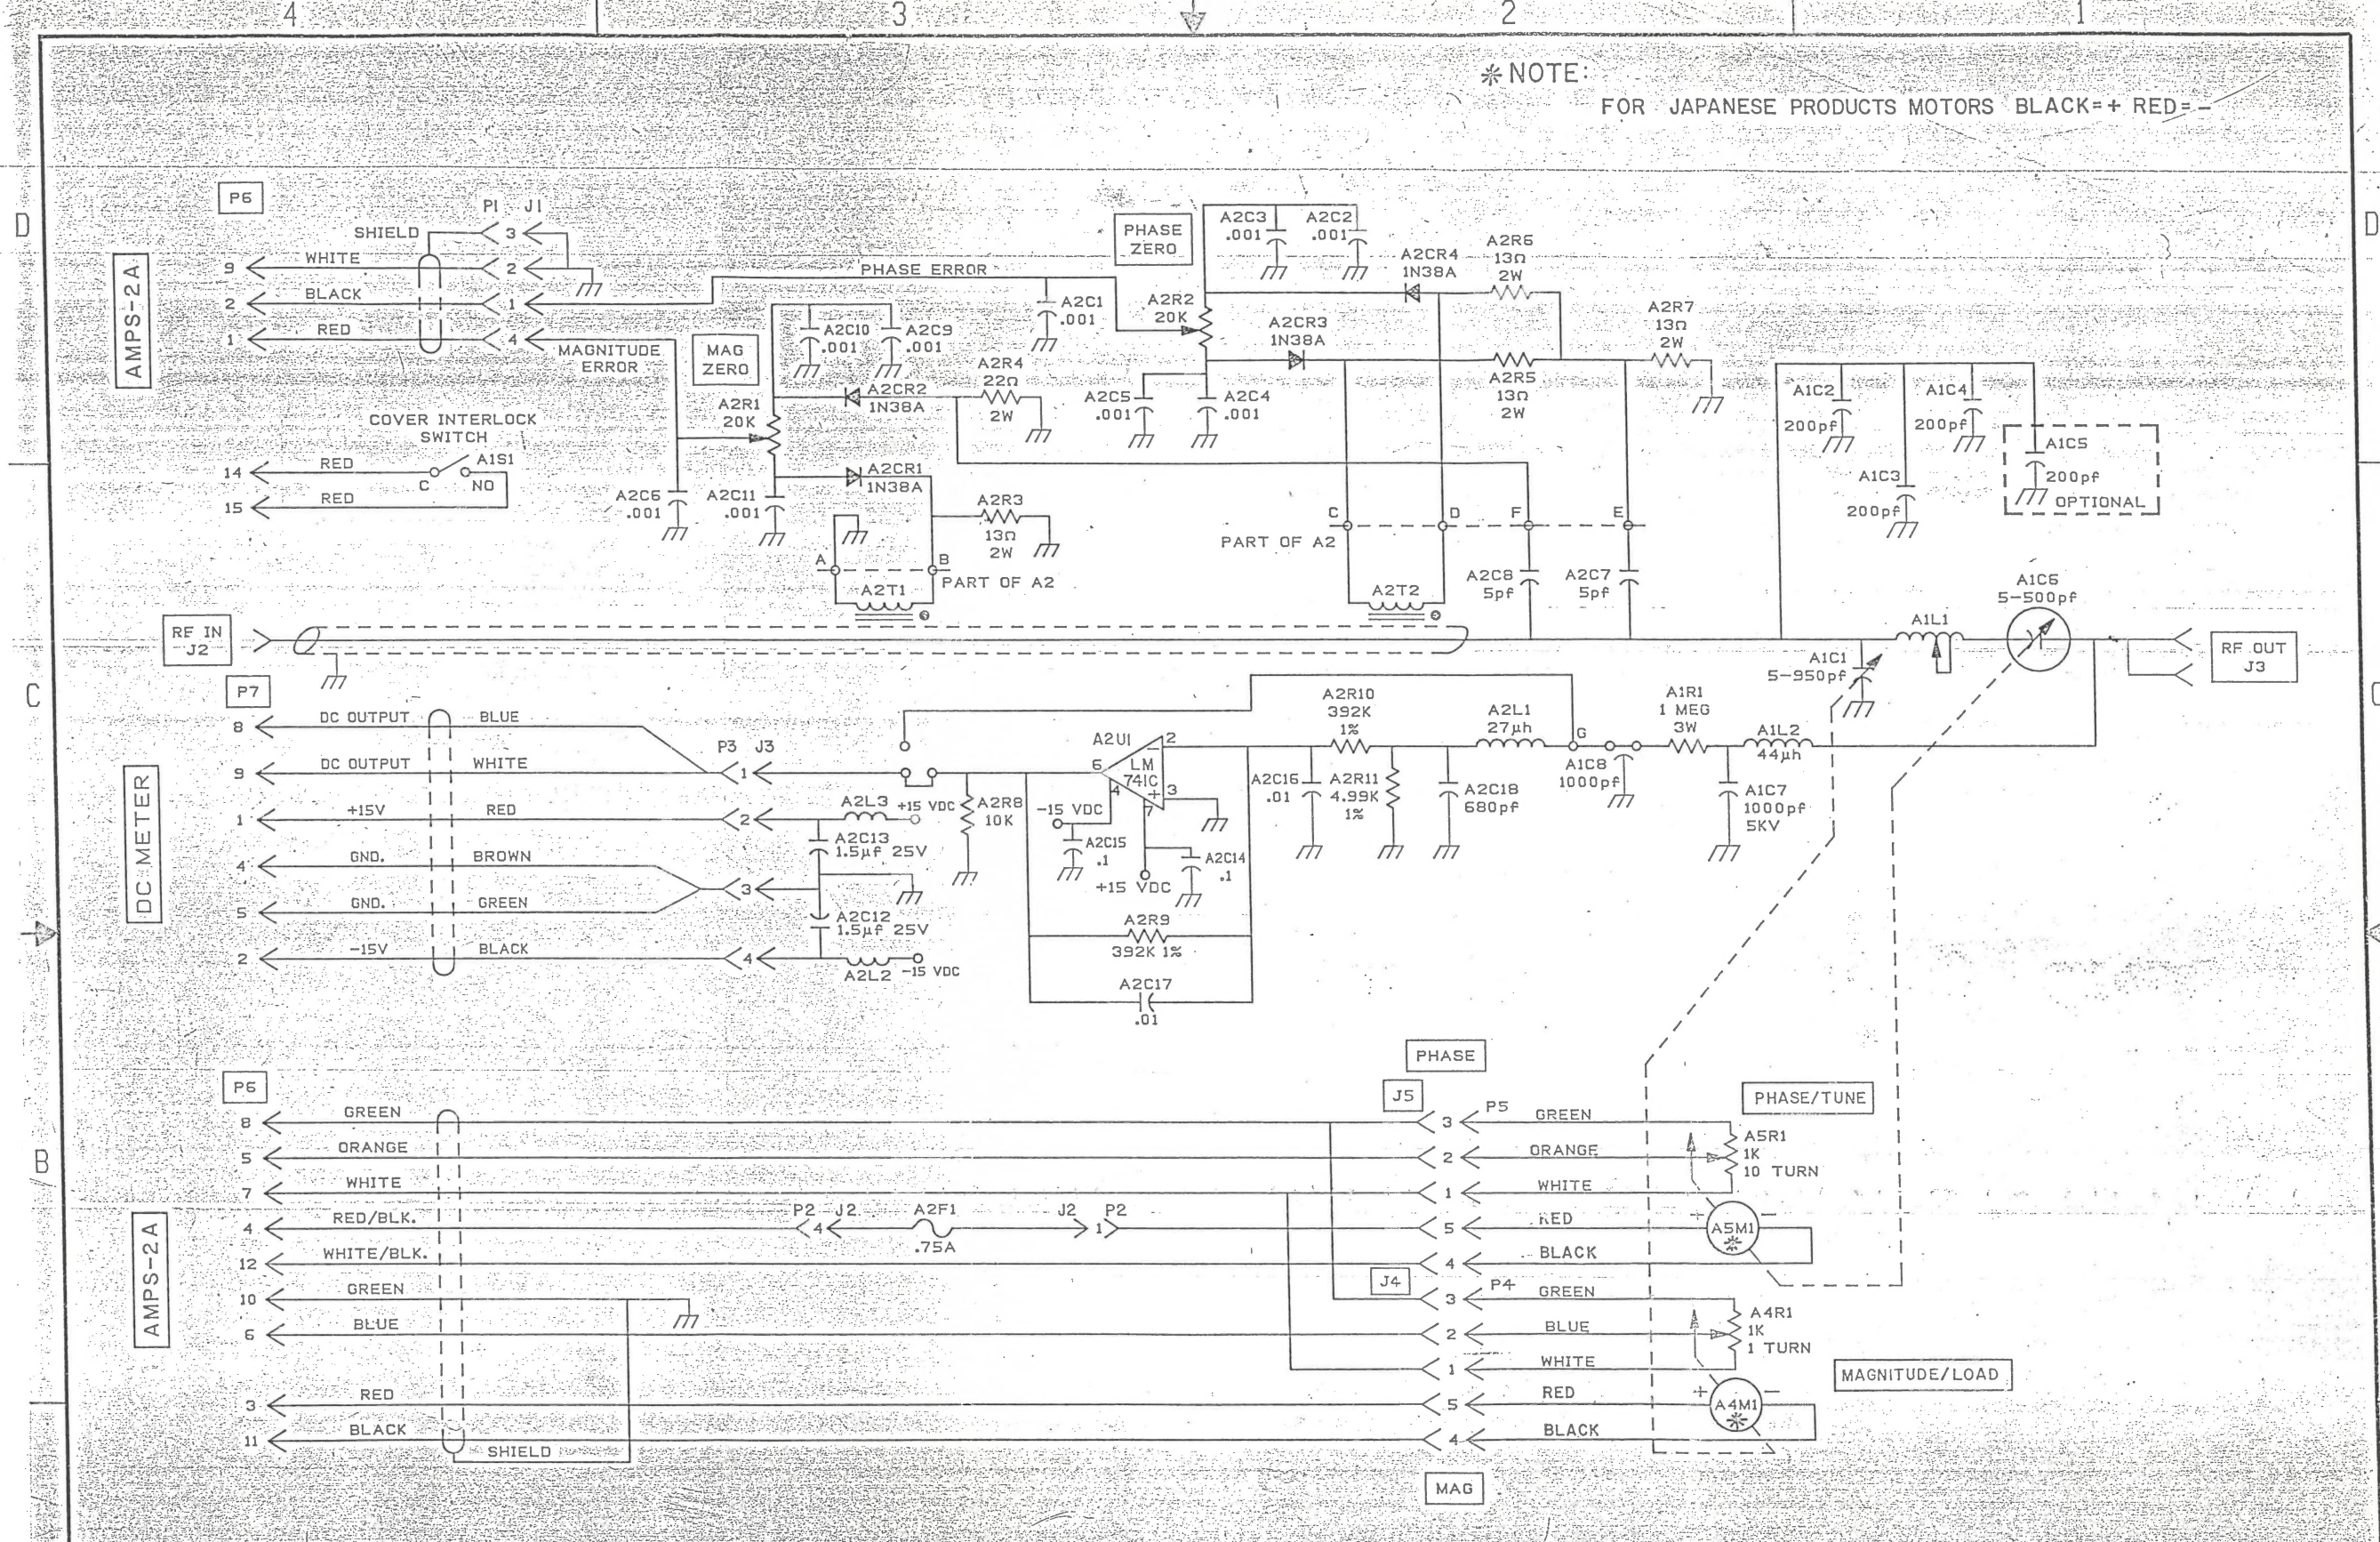 4 3 2 1
✳ NOTE:
FOR JAPANESE PRODUCTS MOTORS BLACK=+ RED=-
D
D
P6
P1 J1
AMPS-2A
SHIELD 3
9 WHITE 2
2 BLACK 1
1 RED 4
PHASE ERROR
MAGNITUDE
ERROR
COVER INTERLOCK
SWITCH
14 RED C NO A1S1
15 RED
MAG
ZERO
A2R1
20K
A2C10
.001
A2C9
.001
A2CR2
1N38A
A2R4
22Ω
2W
A2CR1
1N38A
A2C6
.001
A2C11
.001
A2R3
13Ω
2W
A B
PART OF A2
A2T1
A2C1
.001
PHASE
ZERO
A2R2
20K
A2C3
.001
A2C2
.001
A2CR4
1N38A
A2R6
13Ω
2W
A2CR3
1N38A
A2R7
13Ω
2W
A2R5
13Ω
2W
A2C5
.001
A2C4
.001
C D F E
PART OF A2
A2T2
A2C8
5pf
A2C7
5pf
A1C2
200pf
A1C4
200pf
A1C3
200pf
A1C5
200pf
OPTIONAL
RF IN
J2
A1C6
5-500pf
A1L1
A1C1
5-950pf
RF OUT
J3
C
P7
DC METER
8 DC OUTPUT BLUE
9 DC OUTPUT WHITE
1 +15V RED
4 GND. BROWN
5 GND. GREEN
2 -15V BLACK
P3 J3
1
2
3
4
A2L3
+15 VDC
A2C13
1.5µf 25V
A2C12
1.5µf 25V
A2L2
-15 VDC
A2R8
10K
A2U1
LM
741C
2
3
4
6
7
−
+
-15 VDC
A2C15
.1
A2C14
.1
+15 VDC
A2R9
392K 1%
A2C17
.01
A2C16
.01
A2R10
392K
1%
A2R11
4.99K
1%
A2C18
680pf
A2L1
27µh
G
A1C8
1000pf
A1R1
1 MEG
3W
A1L2
44µh
A1C7
1000pf
5KV
B
P6
AMPS-2A
8 GREEN
5 ORANGE
7 WHITE
4 RED/BLK.
12 WHITE/BLK.
10 GREEN
6 BLUE
3 RED
11 BLACK
SHIELD
P2 J2
4
A2F1
.75A
J2 P2
1
PHASE
J5
P5
3 GREEN
2 ORANGE
1 WHITE
5 RED
4 BLACK
PHASE/TUNE
A5R1
1K
10 TURN
+ −
A5M1
✳
J4
P4
3 GREEN
2 BLUE
1 WHITE
5 RED
4 BLACK
A4R1
1K
1 TURN
MAGNITUDE/LOAD
+ −
A4M1
✳
MAG